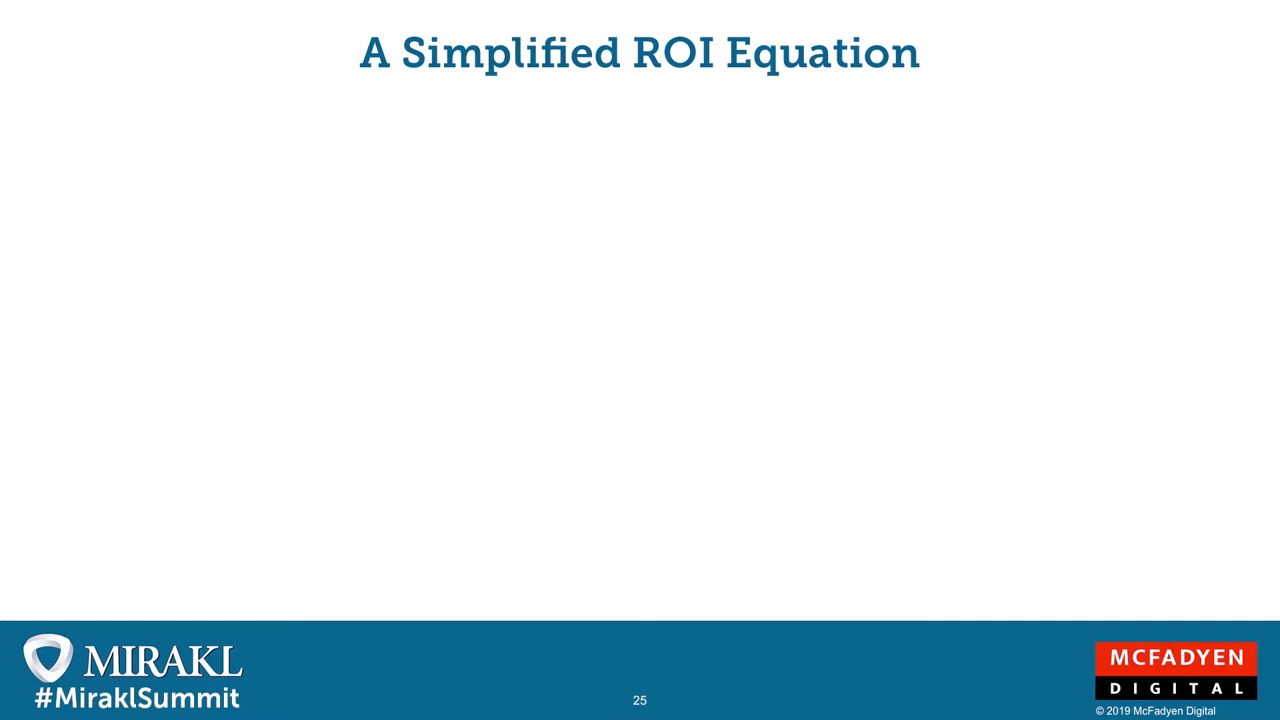 A Simplified ROI Equation
MIRAKL
#MiraklSummit
25
MCFADYEN
DIGITAL
© 2019 McFadyen Digital